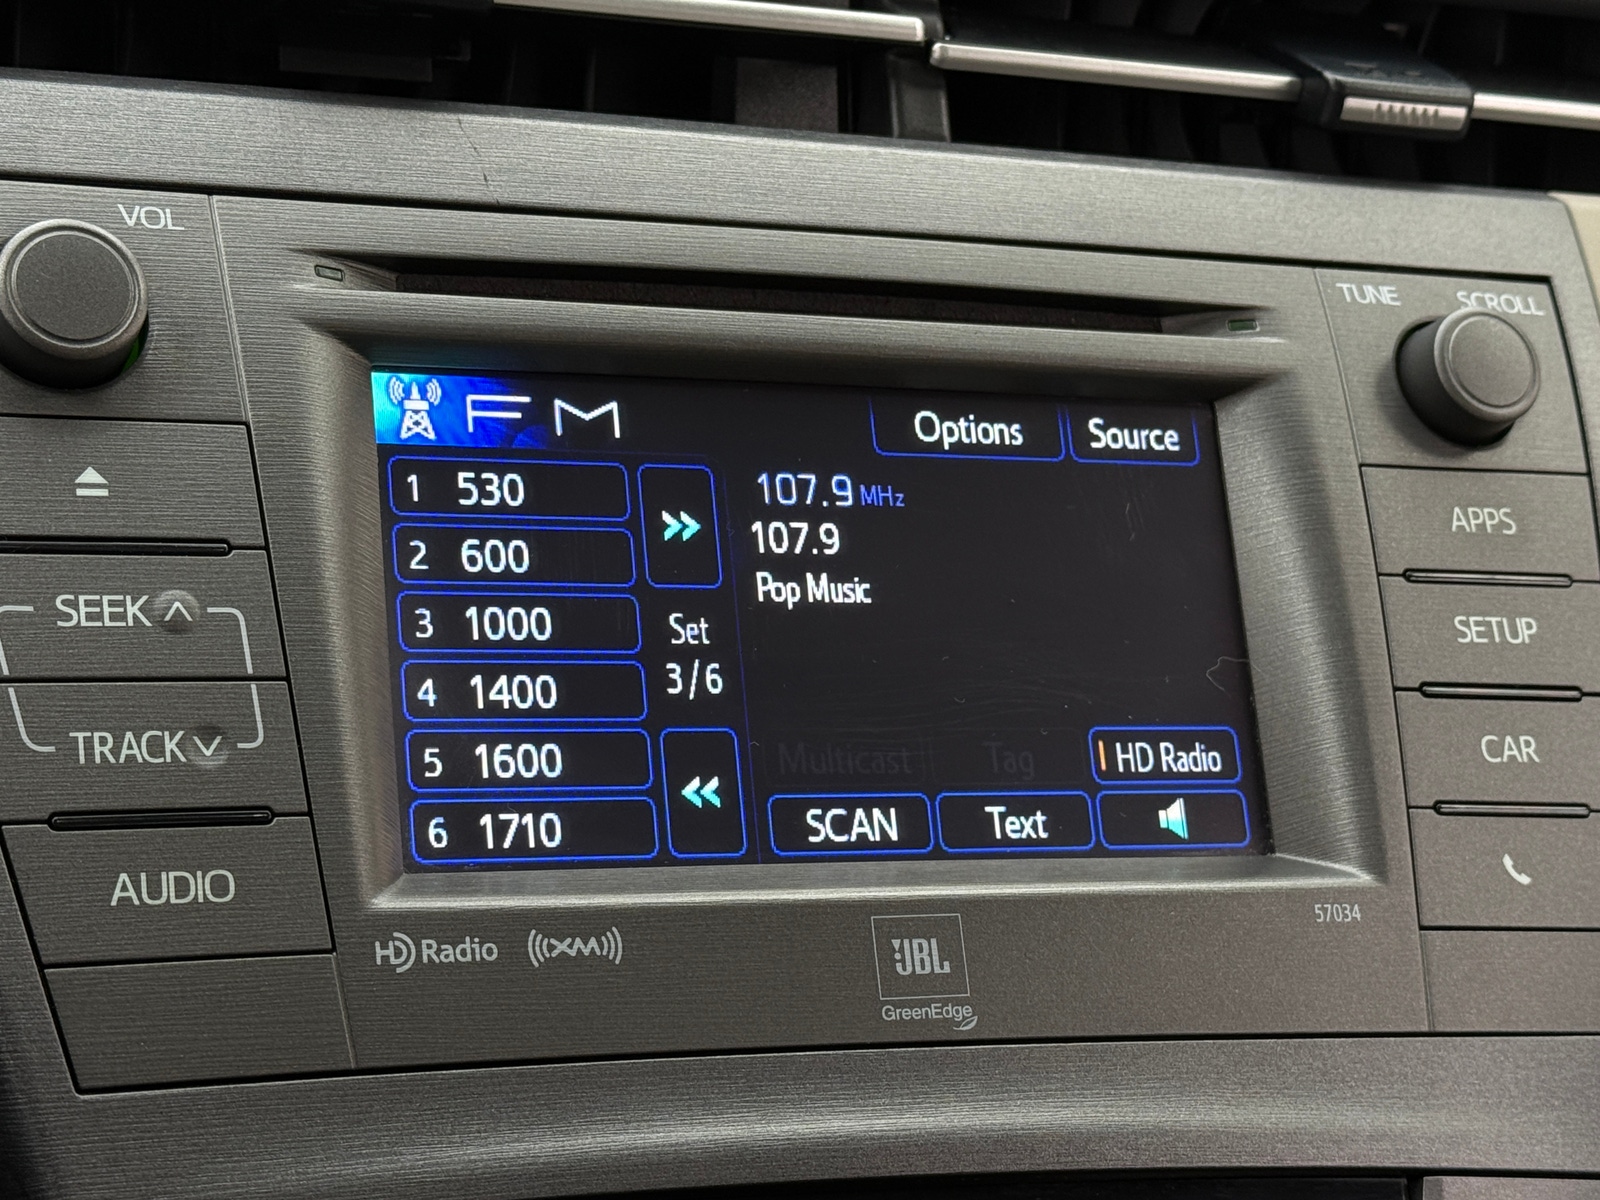 VOL
TUNE SCROLL
FM
Options
Source
1 530
2 600
3 1000
4 1400
5 1600
6 1710
Set
3/6
107.9 MHz
107.9
Pop Music
Multicast
Tag
HD Radio
SCAN
Text
SEEK
TRACK
AUDIO
APPS
SETUP
CAR
HD Radio
((XM))
JBL
GreenEdge
57034